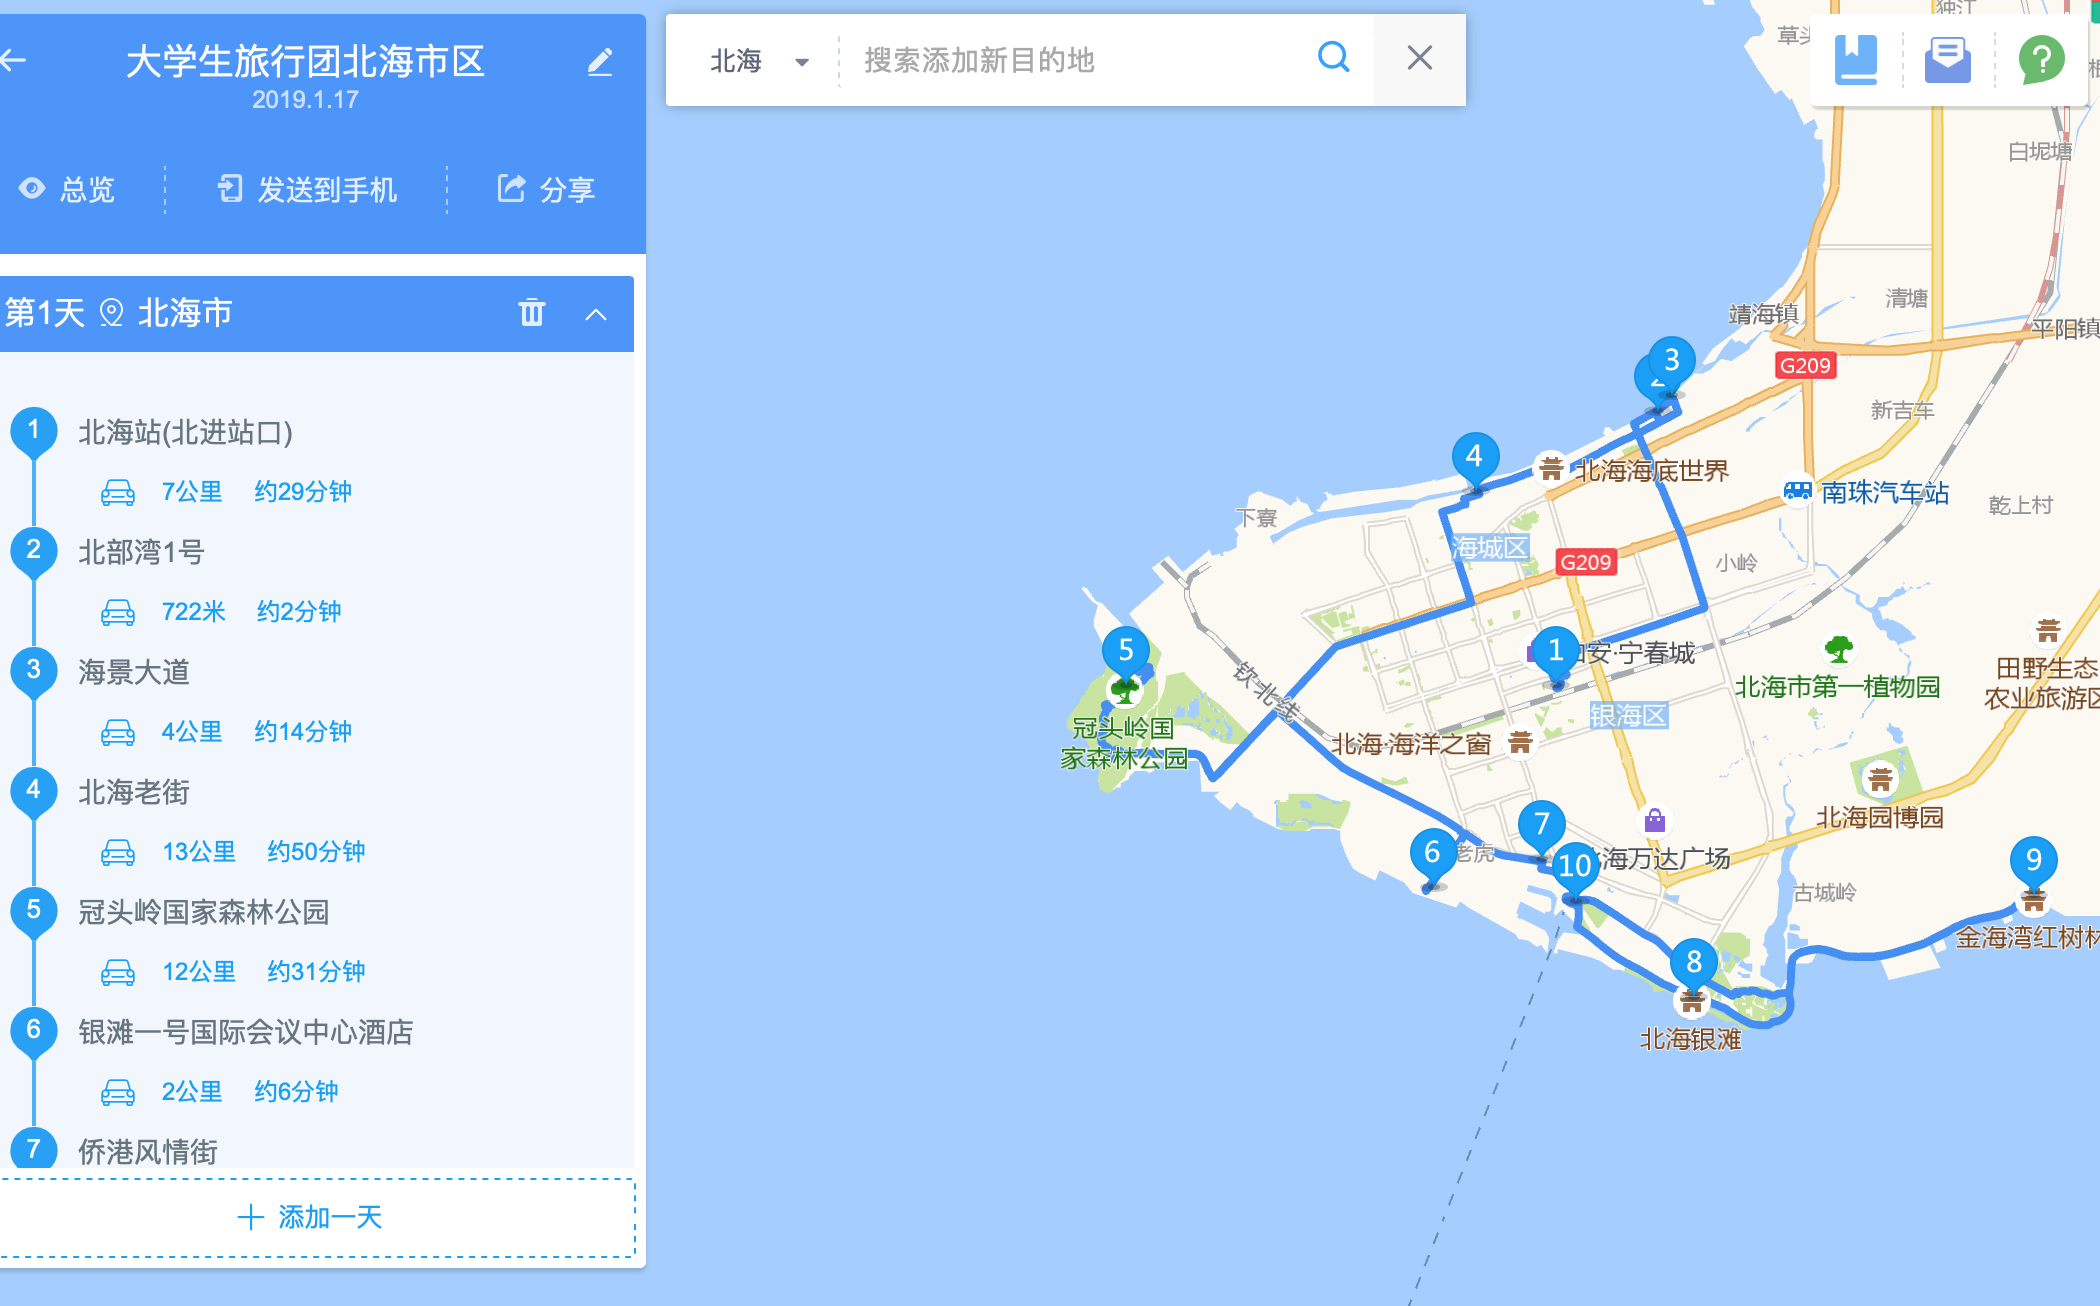 大学生旅行团北海市区
2019.1.17
总览
发送到手机
分享
第1天 北海市
1 北海站(北进站口)
7公里 约29分钟
2 北部湾1号
722米 约2分钟
3 海景大道
4公里 约14分钟
4 北海老街
13公里 约50分钟
5 冠头岭国家森林公园
12公里 约31分钟
6 银滩一号国际会议中心酒店
2公里 约6分钟
7 侨港风情街
添加一天
北海
搜索添加新目的地
?
白坭塘
清塘
靖海镇
平阳镇
G209
新吉车
3
2
4
北海海底世界
南珠汽车站
乾上村
下寮
海城区
G209
小岭
5
1
安·宁春城
北海市第一植物园
田野生态
农业旅游区
钦北线
银海区
冠头岭国
家森林公园
北海·海洋之窗
北海园博园
7
6
老虎
10
海万达广场
9
古城岭
金海湾红树林
8
北海银滩